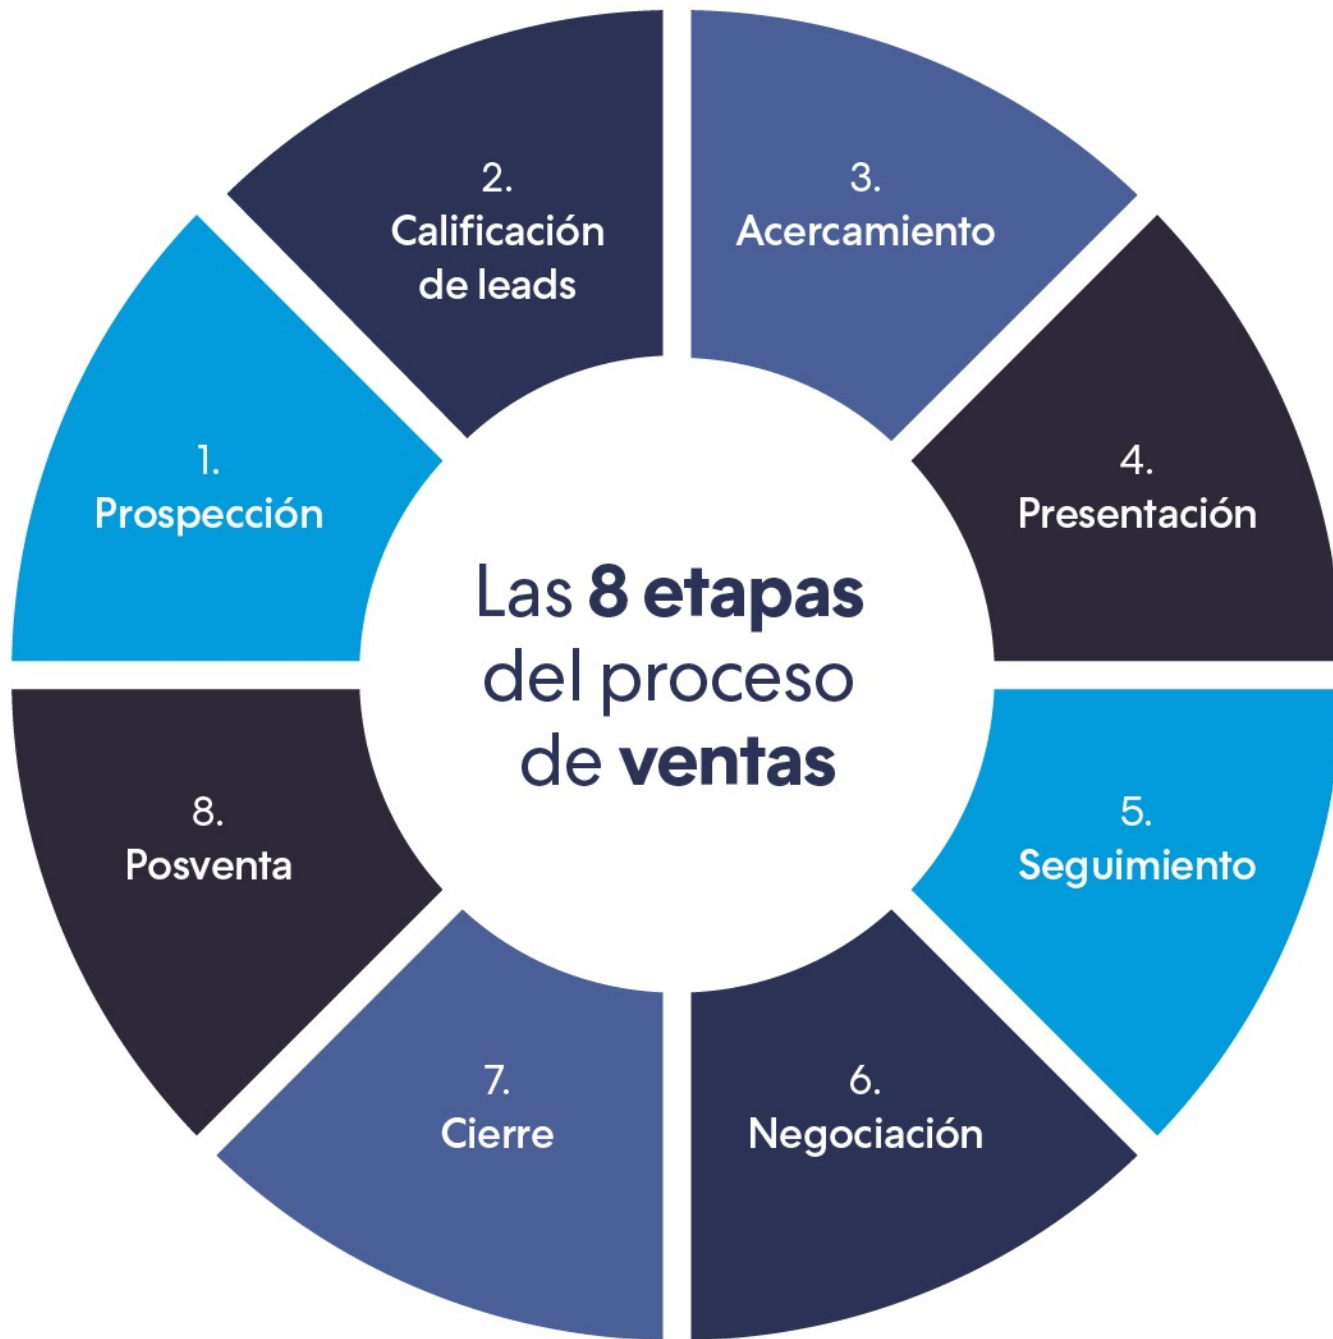 Las 8 etapas
del proceso
de ventas
1.
Prospección
2.
Calificación
de leads
3.
Acercamiento
4.
Presentación
5.
Seguimiento
6.
Negociación
7.
Cierre
8.
Posventa